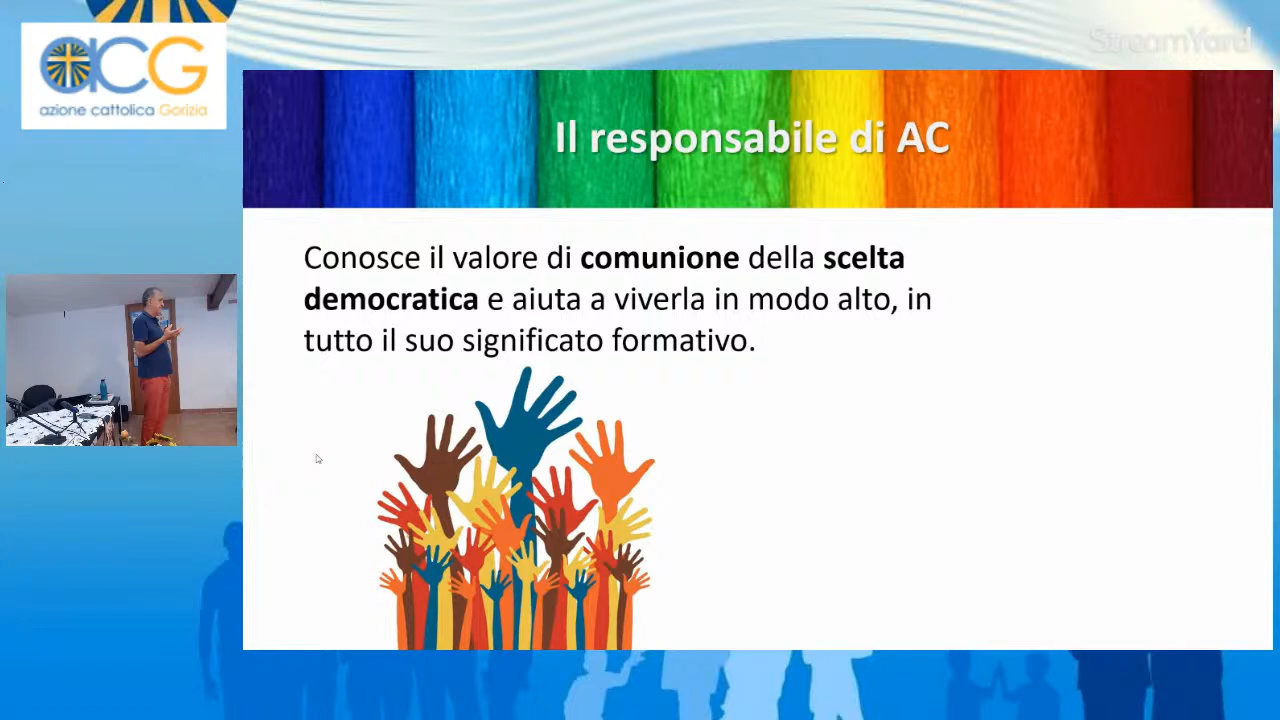 StreamYard
aCG
azione cattolica Gorizia
Il responsabile di AC
Conosce il valore di comunione della scelta
democratica e aiuta a viverla in modo alto, in
tutto il suo significato formativo.